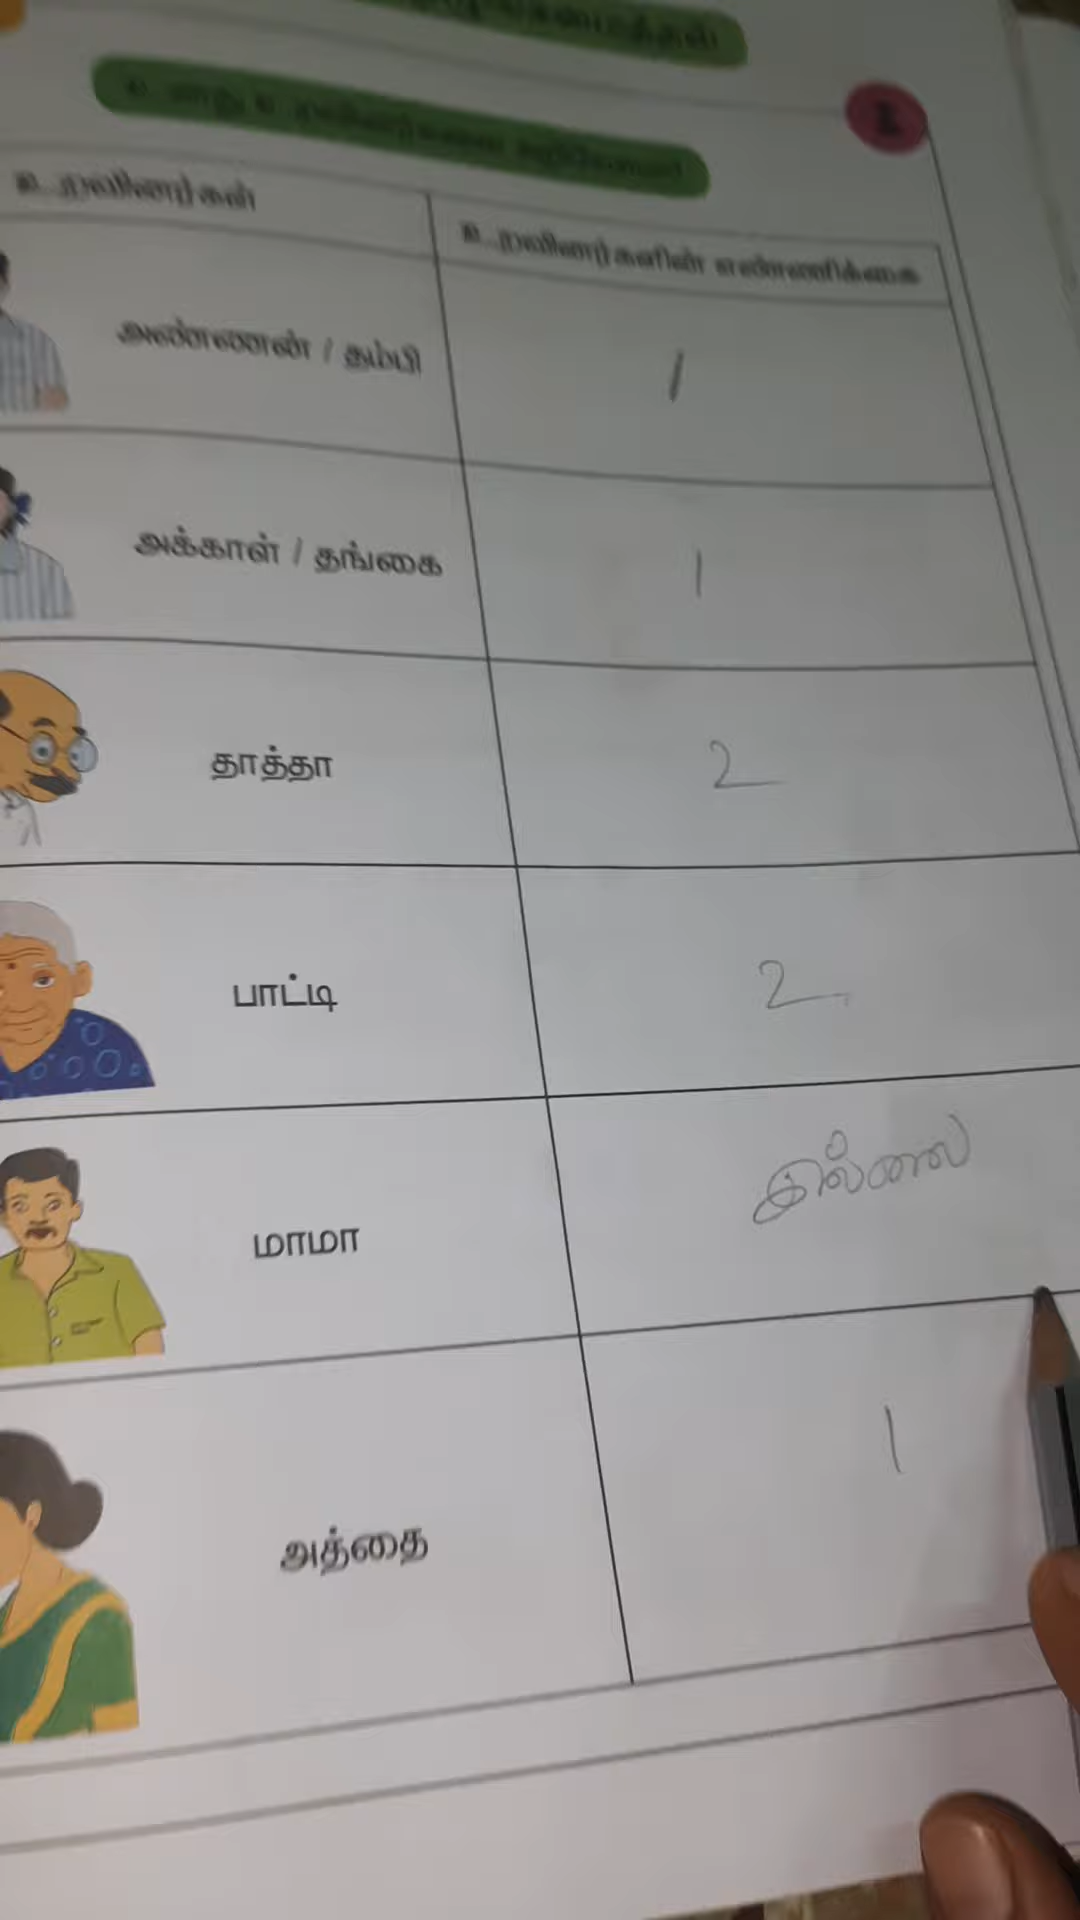 உறவினர்கள்
உறவினர்களின் எண்ணிக்கை
அண்ணன் / தம்பி
1
அக்காள் / தங்கை
1
தாத்தா
2
பாட்டி
2
மாமா
இல்லை
அத்தை
1